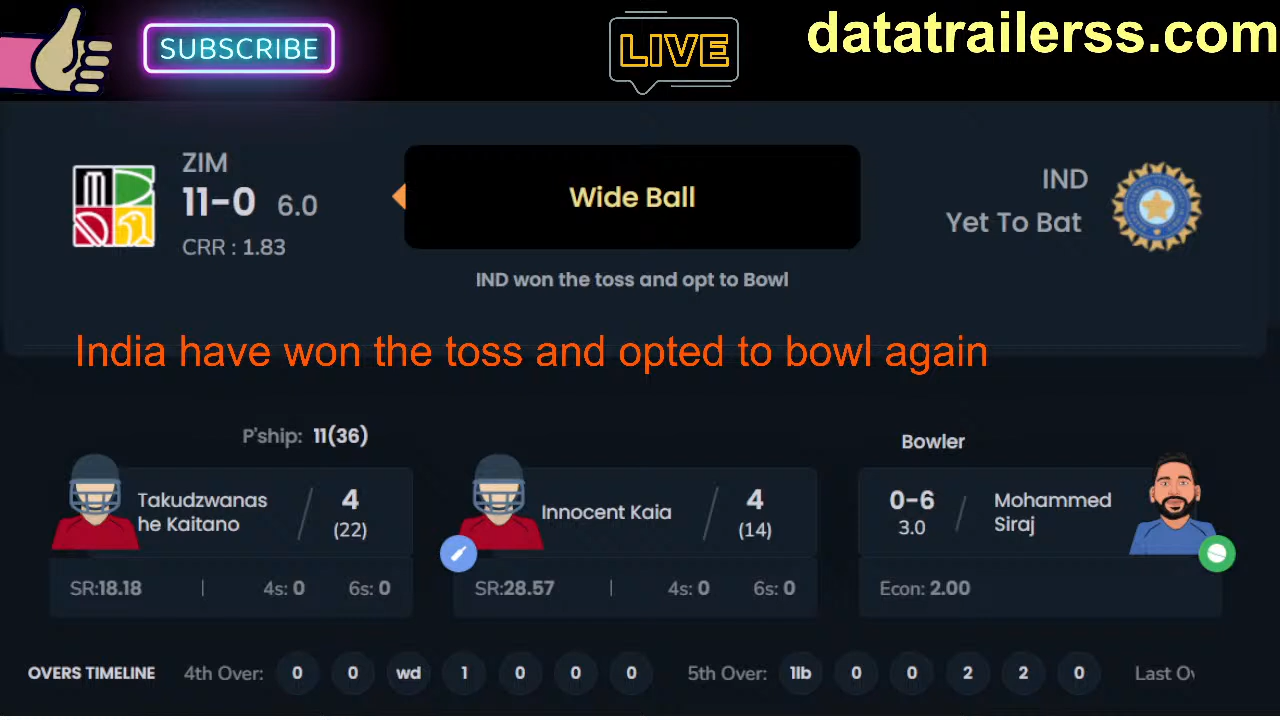 SUBSCRIBE
LIVE
datatrailerss.com
ZIM
11-0 6.0
CRR : 1.83
Wide Ball
IND
Yet To Bat
IND won the toss and opt to Bowl
India have won the toss and opted to bowl again
P'ship: 11(36)
Bowler
Takudzwanas
he Kaitano
4
(22)
Innocent Kaia
4
(14)
0-6
3.0
Mohammed
Siraj
SR:18.18 | 4s: 0 6s: 0
SR:28.57 | 4s: 0 6s: 0
Econ: 2.00
OVERS TIMELINE 4th Over: 0 0 wd 1 0 0 0 5th Over: 1lb 0 0 2 2 0 Last